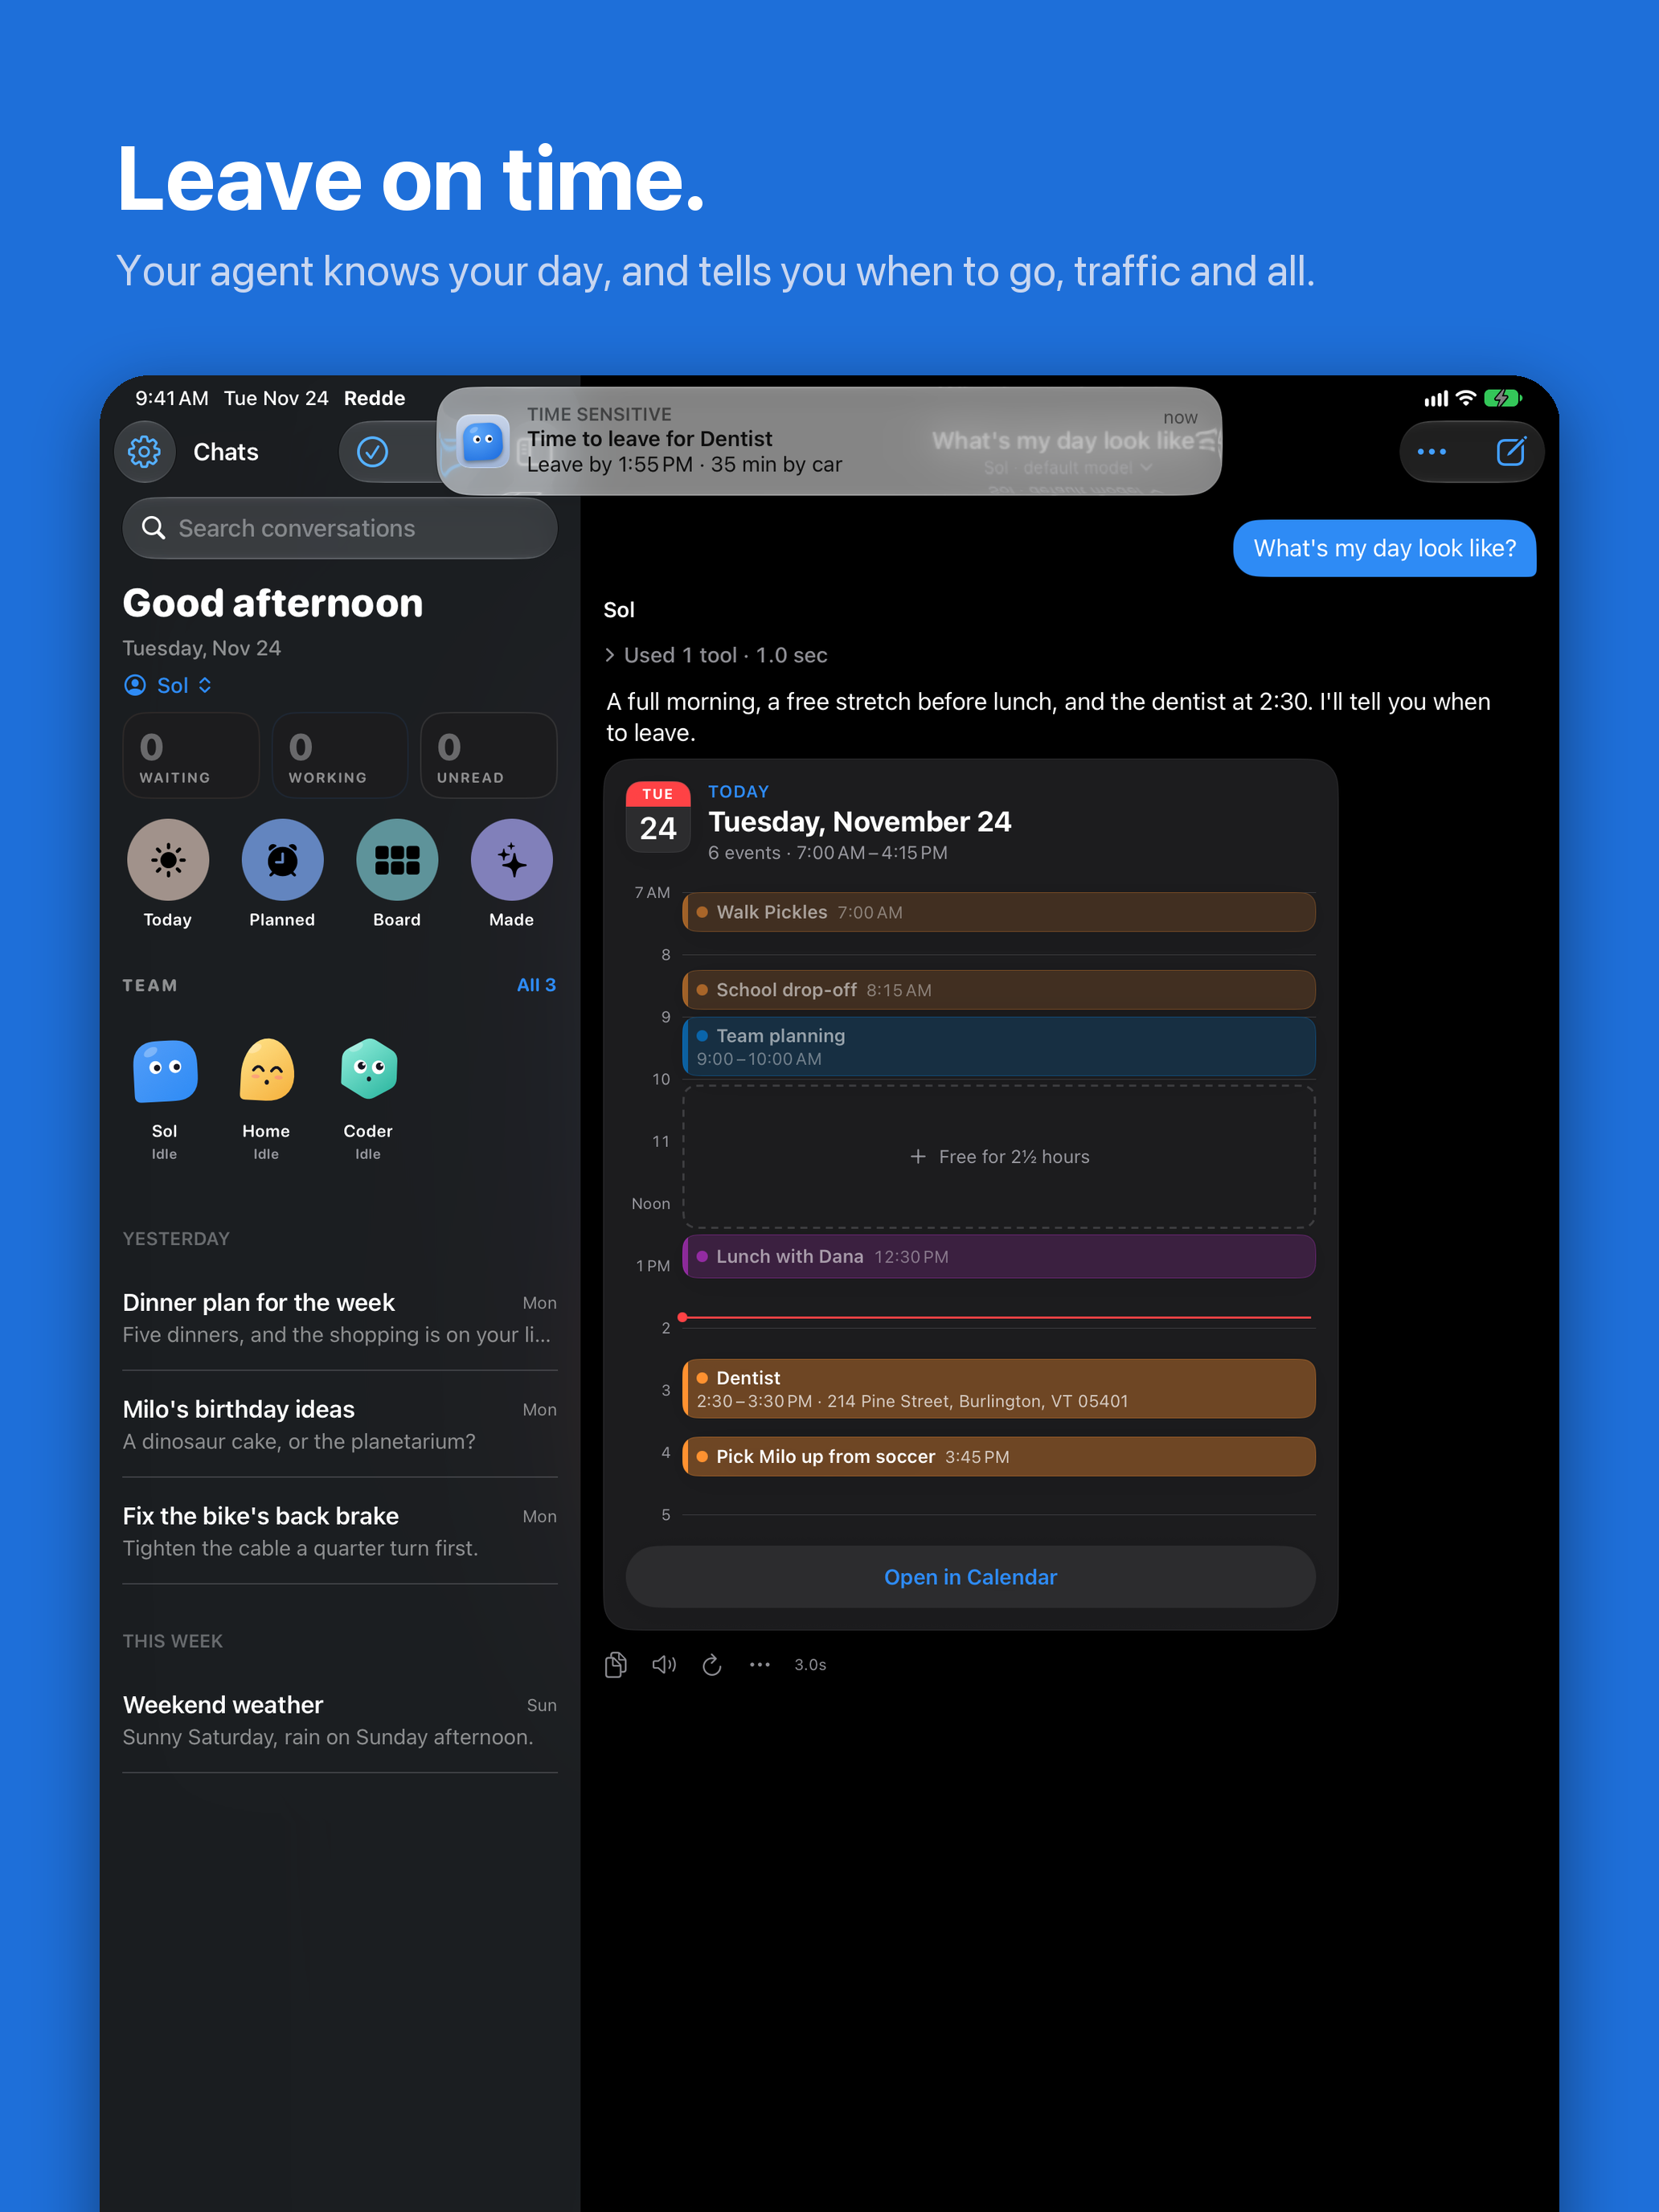 Leave on time.
Your agent knows your day, and tells you when to go, traffic and all.
9:41 AM Tue Nov 24 Redde
TIME SENSITIVE
now
Time to leave for Dentist
Leave by 1:55 PM · 35 min by car
What's my day look like
Sol · default model
Chats
Search conversations
Good afternoon
Tuesday, Nov 24
Sol
0 WAITING
0 WORKING
0 UNREAD
Today
Planned
Board
Made
TEAM
All 3
Sol
Idle
Home
Idle
Coder
Idle
YESTERDAY
Dinner plan for the week
Mon
Five dinners, and the shopping is on your li...
Milo's birthday ideas
Mon
A dinosaur cake, or the planetarium?
Fix the bike's back brake
Mon
Tighten the cable a quarter turn first.
THIS WEEK
Weekend weather
Sun
Sunny Saturday, rain on Sunday afternoon.
What's my day look like?
Sol
Used 1 tool · 1.0 sec
A full morning, a free stretch before lunch, and the dentist at 2:30. I'll tell you when
to leave.
TUE
24
TODAY
Tuesday, November 24
6 events · 7:00 AM – 4:15 PM
7 AM
Walk Pickles 7:00 AM
8
School drop-off 8:15 AM
9
Team planning
9:00 – 10:00 AM
10
11
+ Free for 2½ hours
Noon
Lunch with Dana 12:30 PM
1 PM
2
Dentist
2:30 – 3:30 PM · 214 Pine Street, Burlington, VT 05401
3
4
Pick Milo up from soccer 3:45 PM
5
Open in Calendar
3.0s